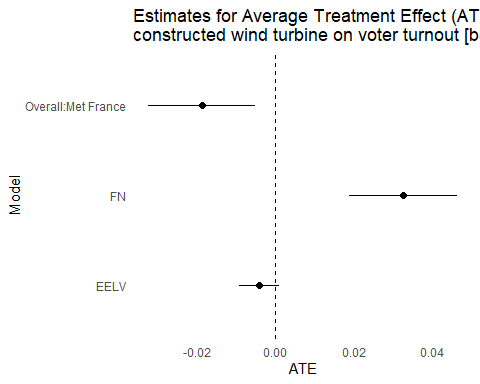 Estimates for Average Treatment Effect (AT
constructed wind turbine on voter turnout [b
Overall:Met France
FN
EELV
Model
-0.02 0.00 0.02 0.04
ATE